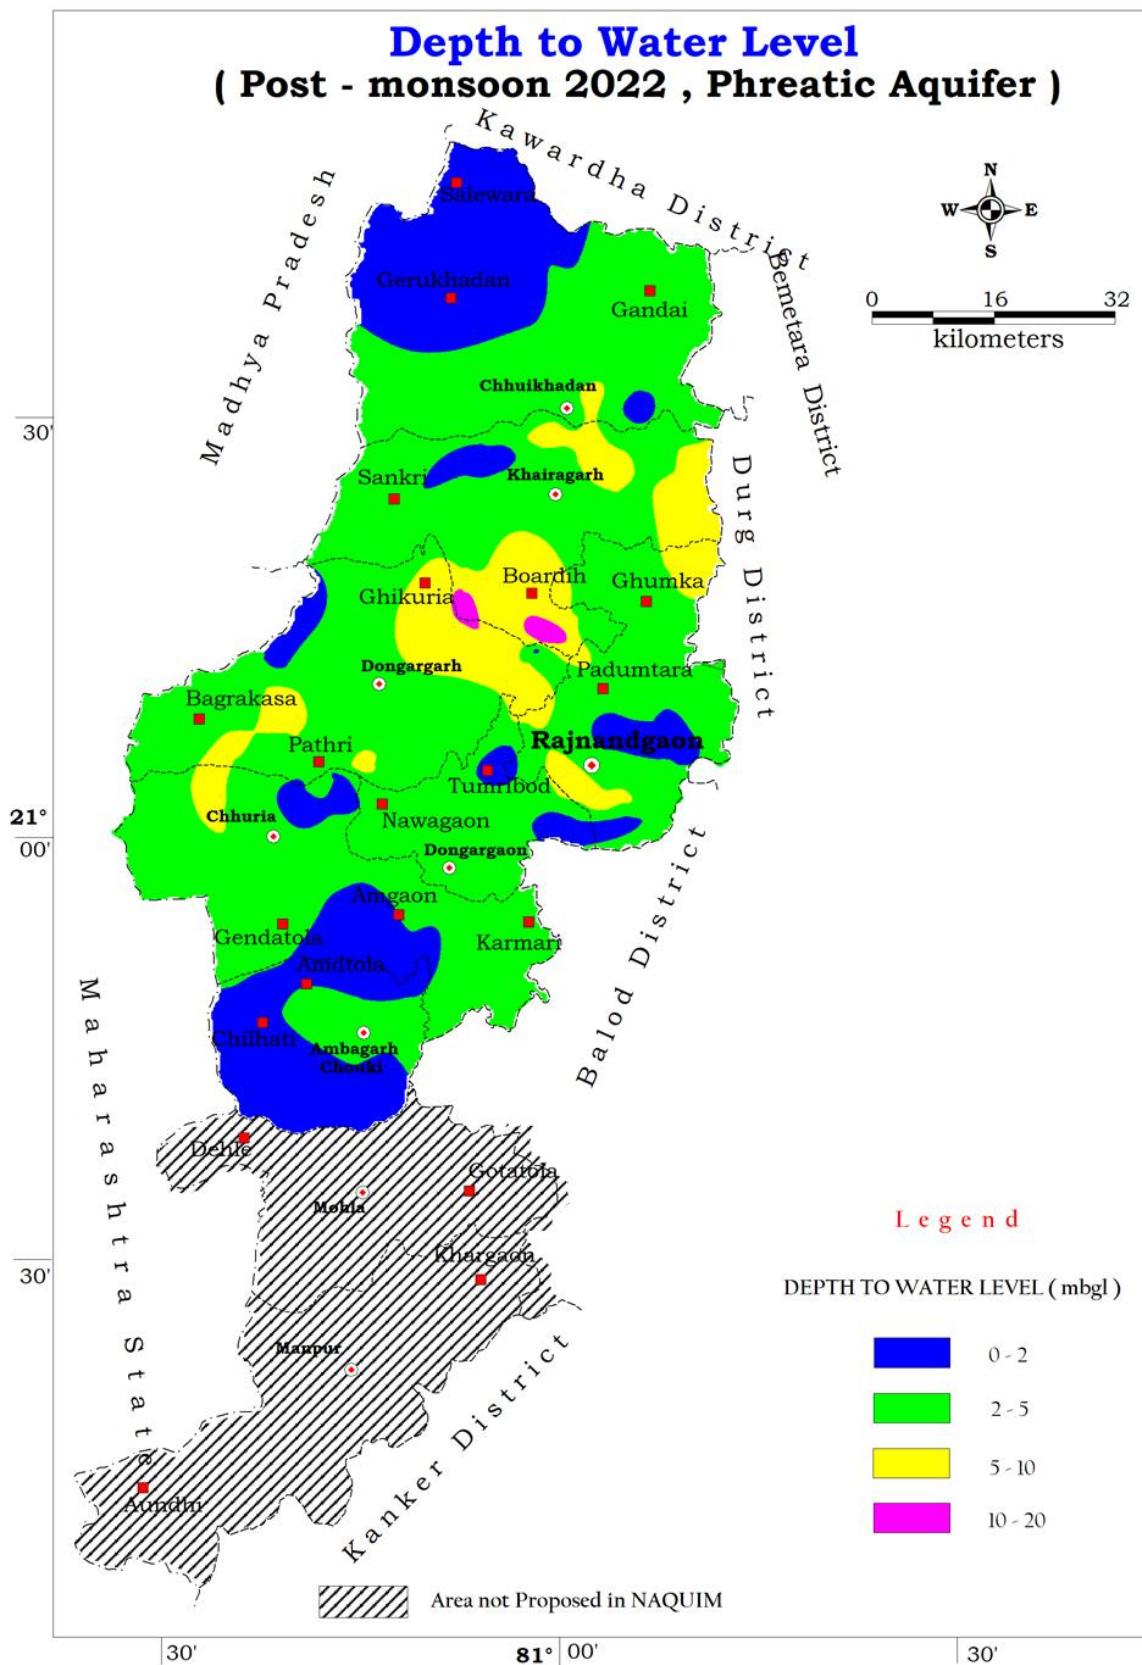 Depth to Water Level
( Post - monsoon 2022 , Phreatic Aquifer )
Kawardha District
Madhya Pradesh
Bemetara District
N
W E
S
0 16 32
kilometers
Salewara
Gerukhadan
Gandai
Chhuikhadan
30'
Sankri
Khairagarh
Durg District
Ghikuria
Boardih
Ghumka
Dongargarh
Padumtara
Bagrakasa
Pathri
Rajnandgaon
Tumribod
Chhuria
Nawagaon
21°
00'
Dongargaon
Balod District
Amgaon
Gendatola
Karmari
Anidtola
Chilhati
Ambagarh
Chouki
Maharashtra State
Dehle
Gotatola
Mohla
Khargaon
30'
Manpur
Aundhi
Kanker District
Legend
DEPTH TO WATER LEVEL ( mbgl )
0 - 2
2 - 5
5 - 10
10 - 20
Area not Proposed in NAQUIM
30'
81° 00'
30'